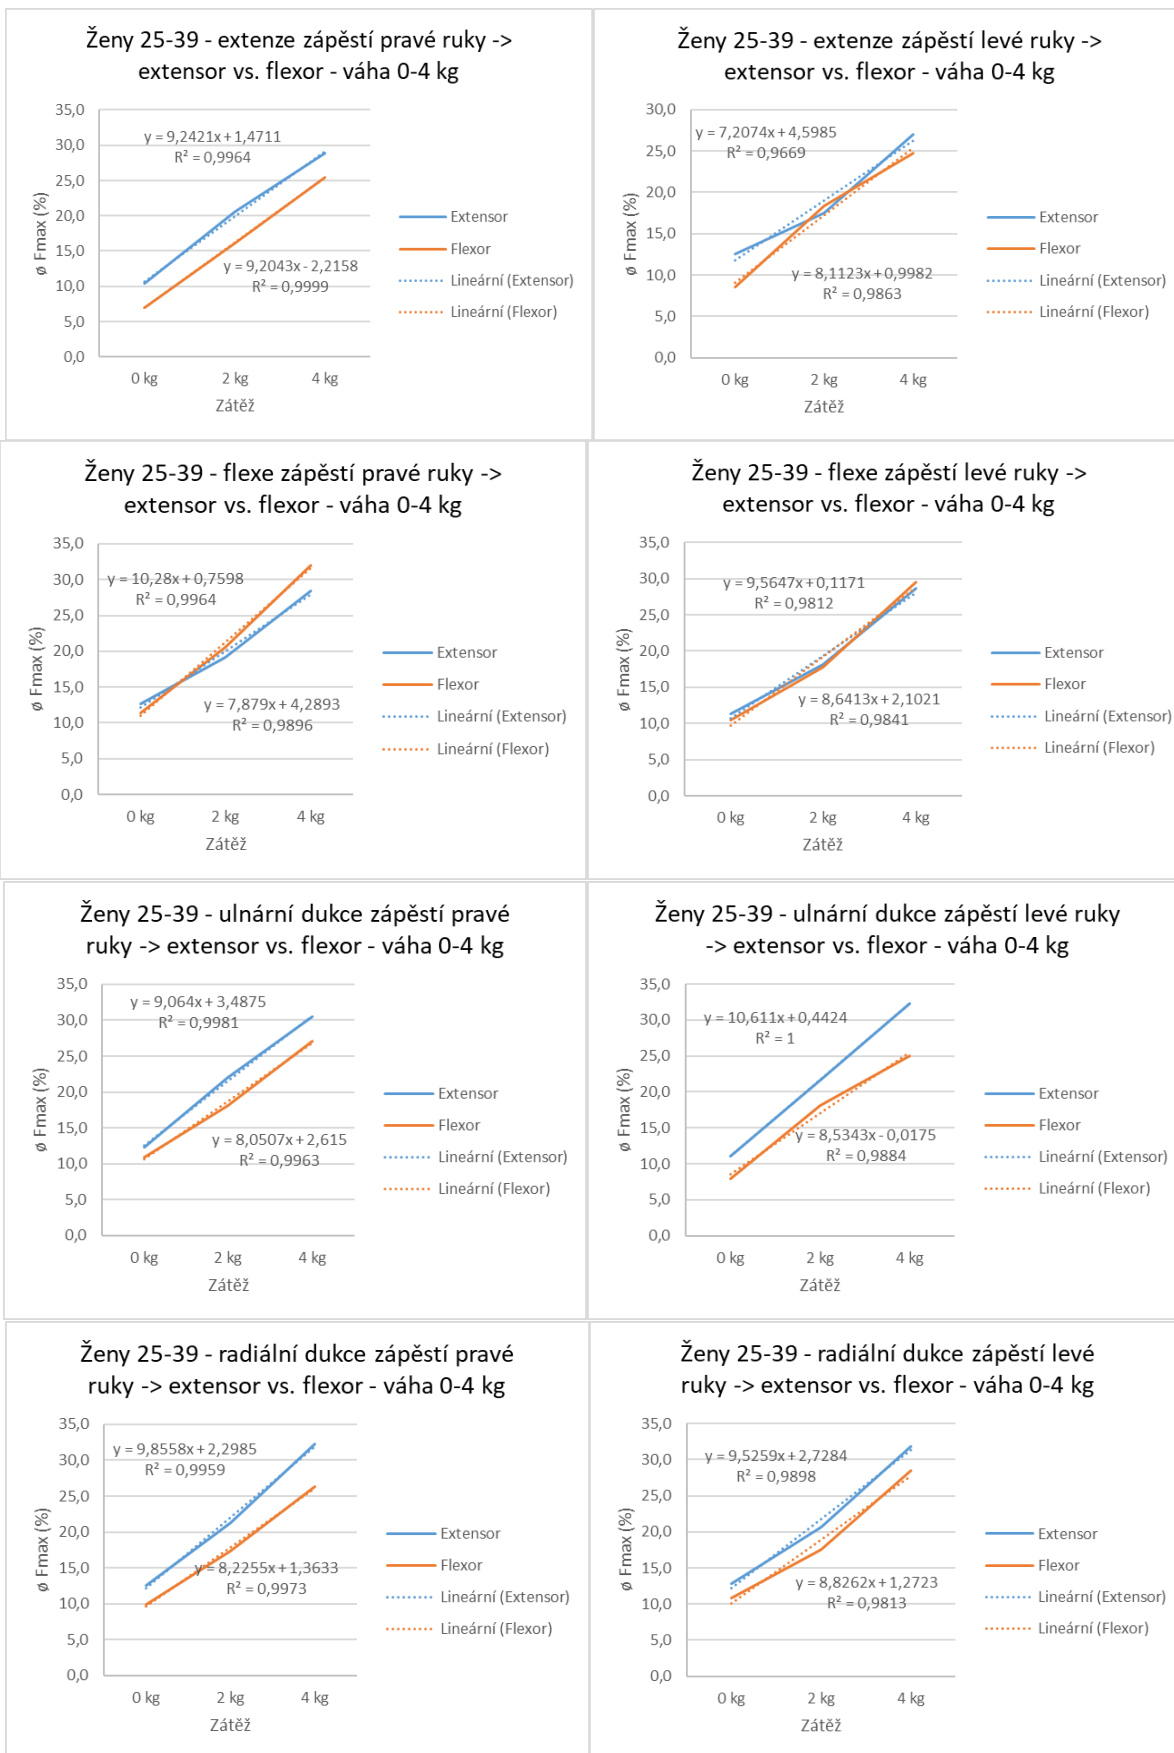 Ženy 25-39 - extenze zápěstí pravé ruky ->
extensor vs. flexor - váha 0-4 kg
35,0
30,0
25,0
20,0
15,0
10,0
5,0
0,0
ø Fmax (%)
y = 9,2421x + 1,4711
R² = 0,9964
y = 9,2043x - 2,2158
R² = 0,9999
0 kg 2 kg 4 kg
Zátěž
Extensor
Flexor
Lineární (Extensor)
Lineární (Flexor)
Ženy 25-39 - extenze zápěstí levé ruky ->
extensor vs. flexor - váha 0-4 kg
30,0
25,0
20,0
15,0
10,0
5,0
0,0
ø Fmax (%)
y = 7,2074x + 4,5985
R² = 0,9669
y = 8,1123x + 0,9982
R² = 0,9863
0 kg 2 kg 4 kg
Zátěž
Extensor
Flexor
Lineární (Extensor)
Lineární (Flexor)
Ženy 25-39 - flexe zápěstí pravé ruky ->
extensor vs. flexor - váha 0-4 kg
35,0
30,0
25,0
20,0
15,0
10,0
5,0
0,0
ø Fmax (%)
y = 10,28x + 0,7598
R² = 0,9964
y = 7,879x + 4,2893
R² = 0,9896
0 kg 2 kg 4 kg
Zátěž
Extensor
Flexor
Lineární (Extensor)
Lineární (Flexor)
Ženy 25-39 - flexe zápěstí levé ruky ->
extensor vs. flexor - váha 0-4 kg
35,0
30,0
25,0
20,0
15,0
10,0
5,0
0,0
ø Fmax (%)
y = 9,5647x + 0,1171
R² = 0,9812
y = 8,6413x + 2,1021
R² = 0,9841
0 kg 2 kg 4 kg
Zátěž
Extensor
Flexor
Lineární (Extensor)
Lineární (Flexor)
Ženy 25-39 - ulnární dukce zápěstí pravé
ruky -> extensor vs. flexor - váha 0-4 kg
35,0
30,0
25,0
20,0
15,0
10,0
5,0
0,0
ø Fmax (%)
y = 9,064x + 3,4875
R² = 0,9981
y = 8,0507x + 2,615
R² = 0,9963
0 kg 2 kg 4 kg
Zátěž
Extensor
Flexor
Lineární (Extensor)
Lineární (Flexor)
Ženy 25-39 - ulnární dukce zápěstí levé ruky
-> extensor vs. flexor - váha 0-4 kg
35,0
30,0
25,0
20,0
15,0
10,0
5,0
0,0
ø Fmax (%)
y = 10,611x + 0,4424
R² = 1
y = 8,5343x - 0,0175
R² = 0,9884
0 kg 2 kg 4 kg
Zátěž
Extensor
Flexor
Lineární (Extensor)
Lineární (Flexor)
Ženy 25-39 - radiální dukce zápěstí pravé
ruky -> extensor vs. flexor - váha 0-4 kg
35,0
30,0
25,0
20,0
15,0
10,0
5,0
0,0
ø Fmax (%)
y = 9,8558x + 2,2985
R² = 0,9959
y = 8,2255x + 1,3633
R² = 0,9973
0 kg 2 kg 4 kg
Zátěž
Extensor
Flexor
Lineární (Extensor)
Lineární (Flexor)
Ženy 25-39 - radiální dukce zápěstí levé
ruky -> extensor vs. flexor - váha 0-4 kg
35,0
30,0
25,0
20,0
15,0
10,0
5,0
0,0
ø Fmax (%)
y = 9,5259x + 2,7284
R² = 0,9898
y = 8,8262x + 1,2723
R² = 0,9813
0 kg 2 kg 4 kg
Zátěž
Extensor
Flexor
Lineární (Extensor)
Lineární (Flexor)